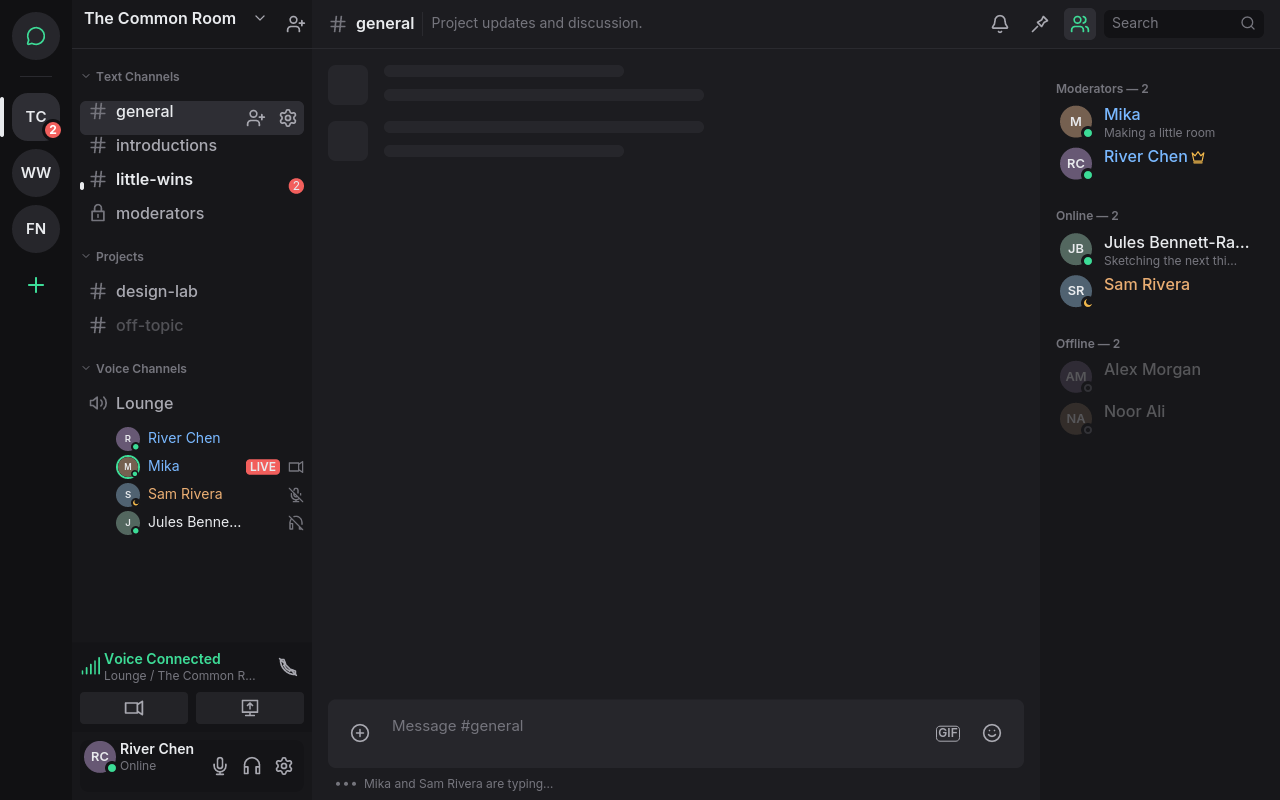 TC
2
WW
FN
The Common Room
Text Channels
general
introductions
little-wins
2
moderators
Projects
design-lab
off-topic
Voice Channels
Lounge
R
River Chen
M
Mika
LIVE
S
Sam Rivera
J
Jules Benne...
Voice Connected
Lounge / The Common R...
RC
River Chen
Online
general
Project updates and discussion.
Search
Message #general
GIF
Mika and Sam Rivera are typing...
Moderators — 2
M
Mika
Making a little room
RC
River Chen
Online — 2
JB
Jules Bennett-Ra...
Sketching the next thi...
SR
Sam Rivera
Offline — 2
AM
Alex Morgan
NA
Noor Ali